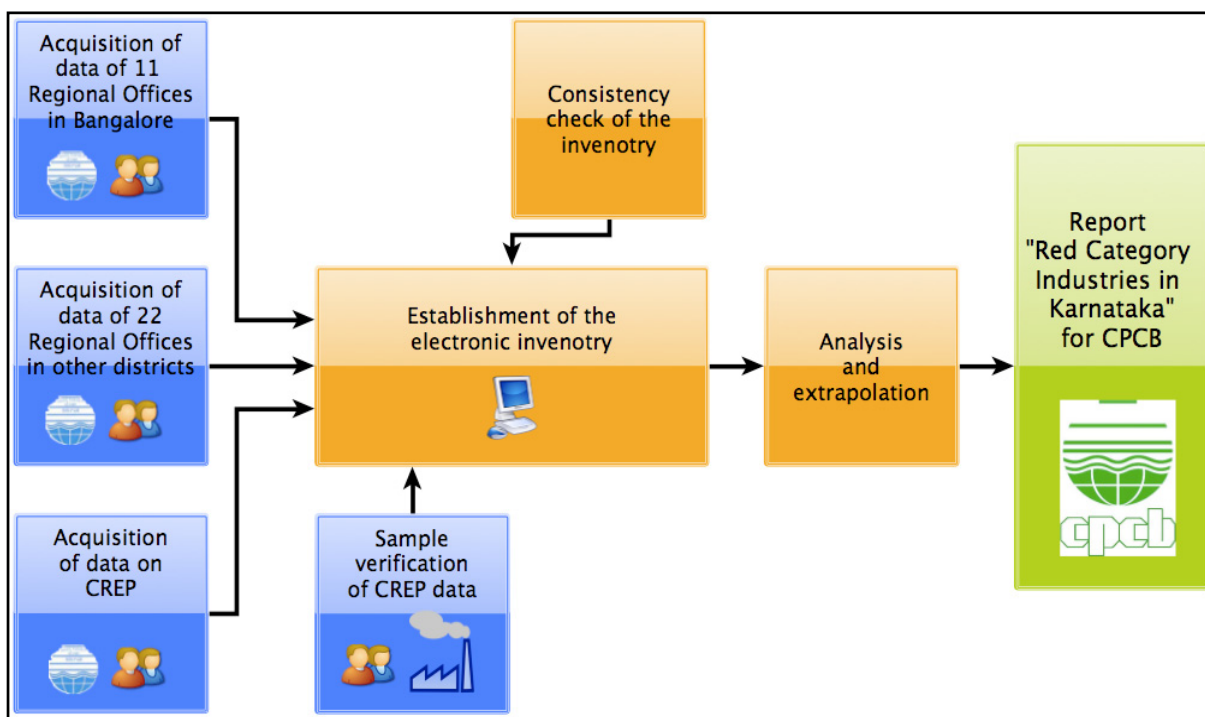 Acquisition of
data of 11
Regional Offices
in Bangalore
Consistency
check of the
invenotry
Acquisition of
data of 22
Regional Offices
in other districts
Establishment of the
electronic invenotry
Analysis
and
extrapolation
Report
"Red Category
Industries in
Karnataka"
for CPCB
cpcb
Acquisition
of data on
CREP
Sample
verification
of CREP data